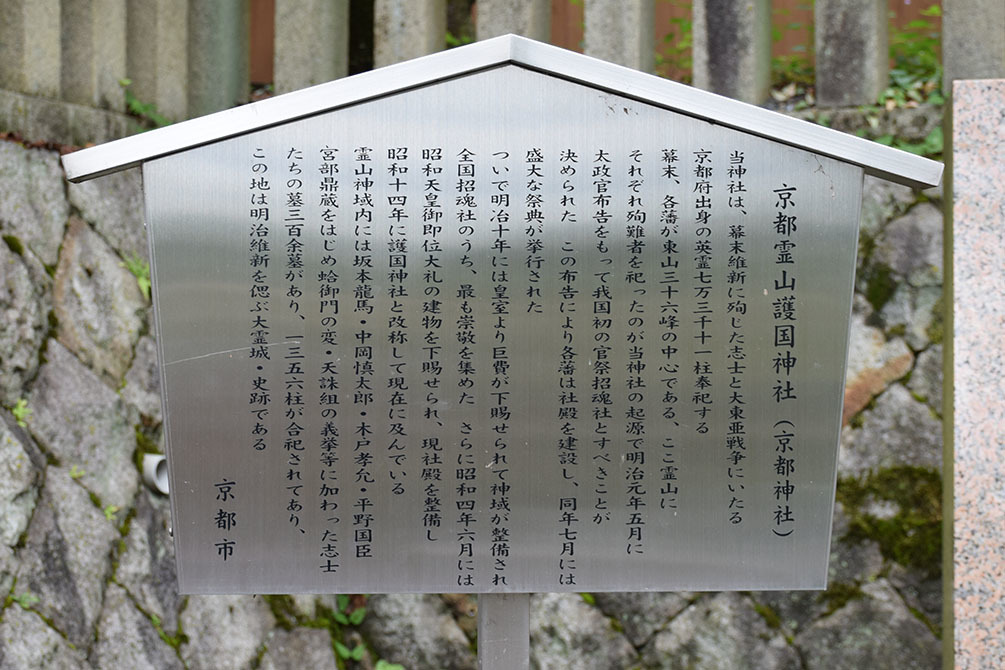 京都霊山護国神社（京都神社）
当神社は、幕末維新に殉じた志士と大東亜戦争にいたる
京都府出身の英霊七万三千十一柱奉祀する
幕末、各藩が東山三十六峰の中心である、ここ霊山に
それぞれ殉難者を祀ったのが当神社の起源で明治元年五月に
太政官布告をもって我国初の官祭招魂社とすべきことが
決められた この布告により各藩は社殿を建設し、同年七月には
盛大な祭典が挙行された
ついで明治十年には皇室より巨費が下賜せられて神域が整備され
全国招魂社のうち、最も崇敬を集めた さらに昭和四年六月には
昭和天皇御即位大礼の建物を下賜せられ、現社殿を整備し
昭和十四年に護国神社と改称して現在に及んでいる
霊山神域内には坂本龍馬・中岡慎太郎・木戸孝允・平野国臣
宮部鼎蔵をはじめ蛤御門の変・天誅組の義挙等に加わった志士
たちの墓三百余墓があり、一三五六柱が合祀されてあり、
この地は明治維新を偲ぶ大霊城・史跡である
京都市